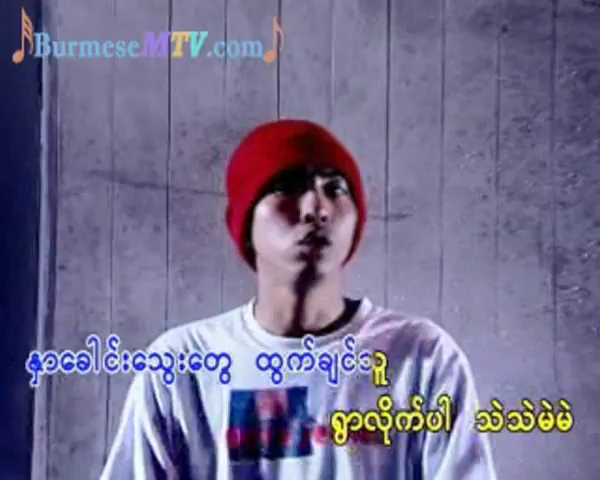 BurmeseMTV.com
နှာခေါင်းသွေးတွေ ထွက်ချင်သူ
ရွာလိုက်ပါ သဲသဲမဲမဲ